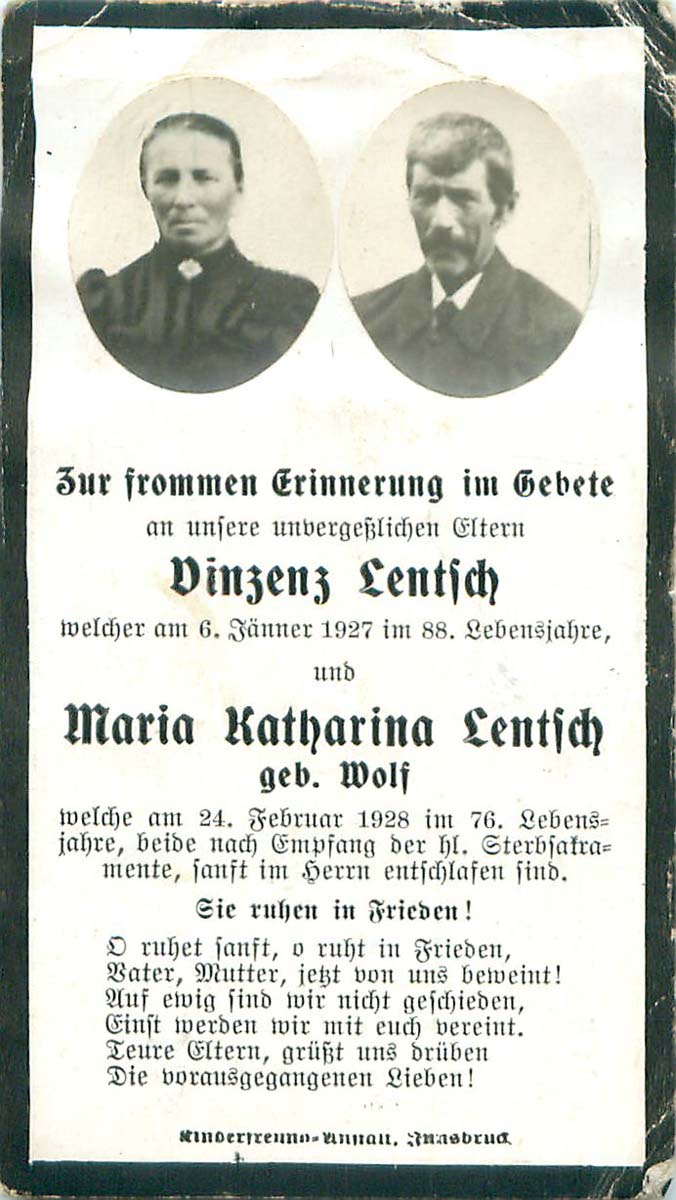 Zur frommen Erinnerung im Gebete
an unsere unvergeßlichen Eltern
Vinzenz Lentsch
welcher am 6. Jänner 1927 im 88. Lebensjahre,
und
Maria Katharina Lentsch
geb. Wolf
welche am 24. Februar 1928 im 76. Lebens=
jahre, beide nach Empfang der hl. Sterbsakra=
mente, sanft im Herrn entschlafen sind.
Sie ruhen in Frieden!
O ruhet sanft, o ruht in Frieden,
Vater, Mutter, jetzt von uns beweint!
Auf ewig sind wir nicht geschieden,
Einst werden wir mit euch vereint.
Teure Eltern, grüßt uns drüben
Die vorausgegangenen Lieben!
Kinderfreund=Anstalt, Innsbruck